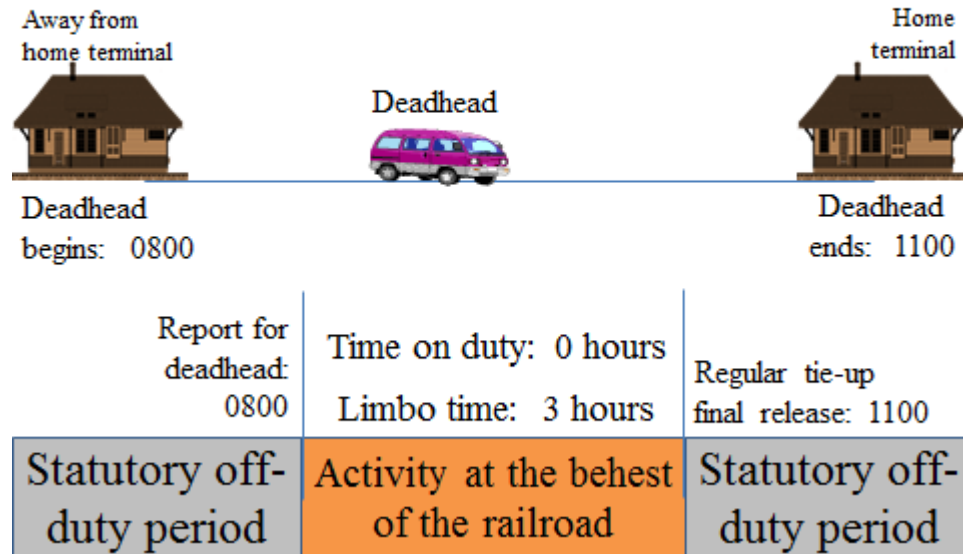 Away from
home terminal
Home
terminal
Deadhead
Deadhead
begins: 0800
Deadhead
ends: 1100
Report for
deadhead:
0800
Time on duty: 0 hours
Limbo time: 3 hours
Regular tie-up
final release: 1100
Statutory off-
duty period
Activity at the behest
of the railroad
Statutory off-
duty period